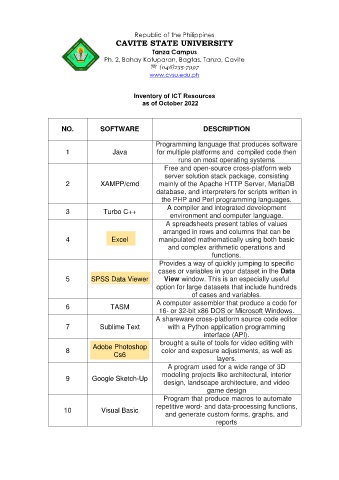 Republic of the Philippines
CAVITE STATE UNIVERSITY
Tanza Campus
Ph. 2, Bahay Katuparan, Bagtas, Tanza, Cavite
☏ (046)235-7997
www.cvsu.edu.ph
Inventory of ICT Resources
as of October 2022
NO. SOFTWARE DESCRIPTION
1 Java Programming language that produces software
for multiple platforms and compiled code then
runs on most operating systems
2 XAMPP/cmd Free and open-source cross-platform web
server solution stack package, consisting
mainly of the Apache HTTP Server, MariaDB
database, and interpreters for scripts written in
the PHP and Perl programming languages.
3 Turbo C++ A compiler and integrated development
environment and computer language.
4 Excel A spreadsheets present tables of values
arranged in rows and columns that can be
manipulated mathematically using both basic
and complex arithmetic operations and
functions.
5 SPSS Data Viewer Provides a way of quickly jumping to specific
cases or variables in your dataset in the Data
View window. This is an especially useful
option for large datasets that include hundreds
of cases and variables.
6 TASM A computer assembler that produce a code for
16- or 32-bit x86 DOS or Microsoft Windows.
7 Sublime Text A shareware cross-platform source code editor
with a Python application programming
interface (API).
8 Adobe Photoshop
Cs6
brought a suite of tools for video editing with
color and exposure adjustments, as well as
layers.
9 Google Sketch-Up A program used for a wide range of 3D
modeling projects like architectural, interior
design, landscape architecture, and video
game design
10 Visual Basic Program that produce macros to automate
repetitive word- and data-processing functions,
and generate custom forms, graphs, and
reports